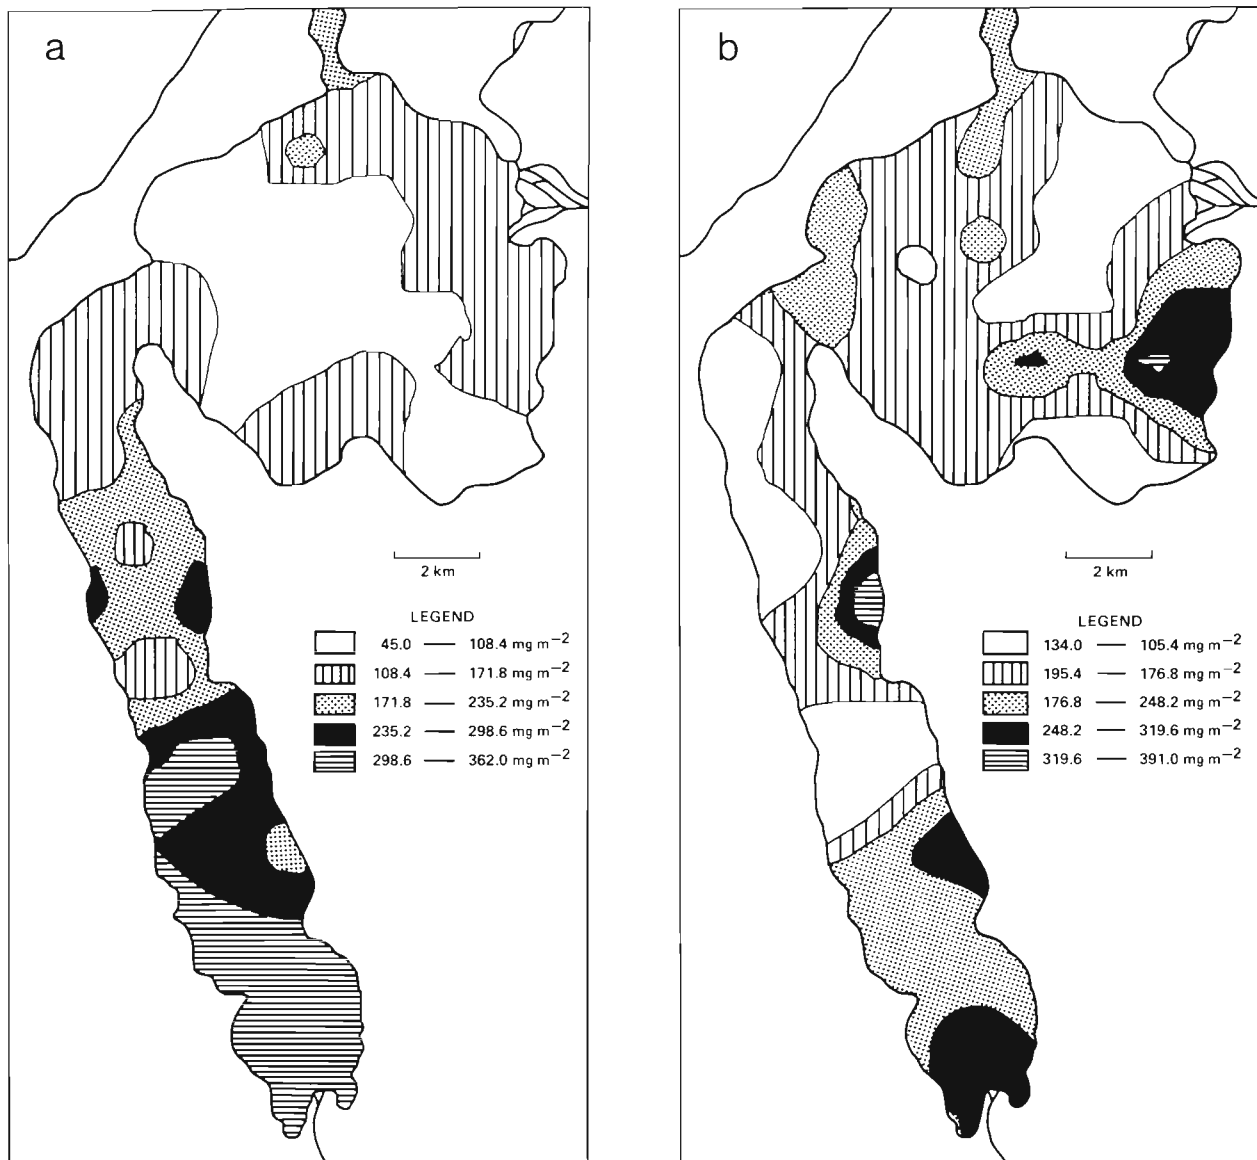 a
2 km
LEGEND
45.0 — 108.4 mg m⁻²
108.4 — 171.8 mg m⁻²
171.8 — 235.2 mg m⁻²
235.2 — 298.6 mg m⁻²
298.6 — 362.0 mg m⁻²
b
2 km
LEGEND
134.0 — 105.4 mg m⁻²
195.4 — 176.8 mg m⁻²
176.8 — 248.2 mg m⁻²
248.2 — 319.6 mg m⁻²
319.6 — 391.0 mg m⁻²